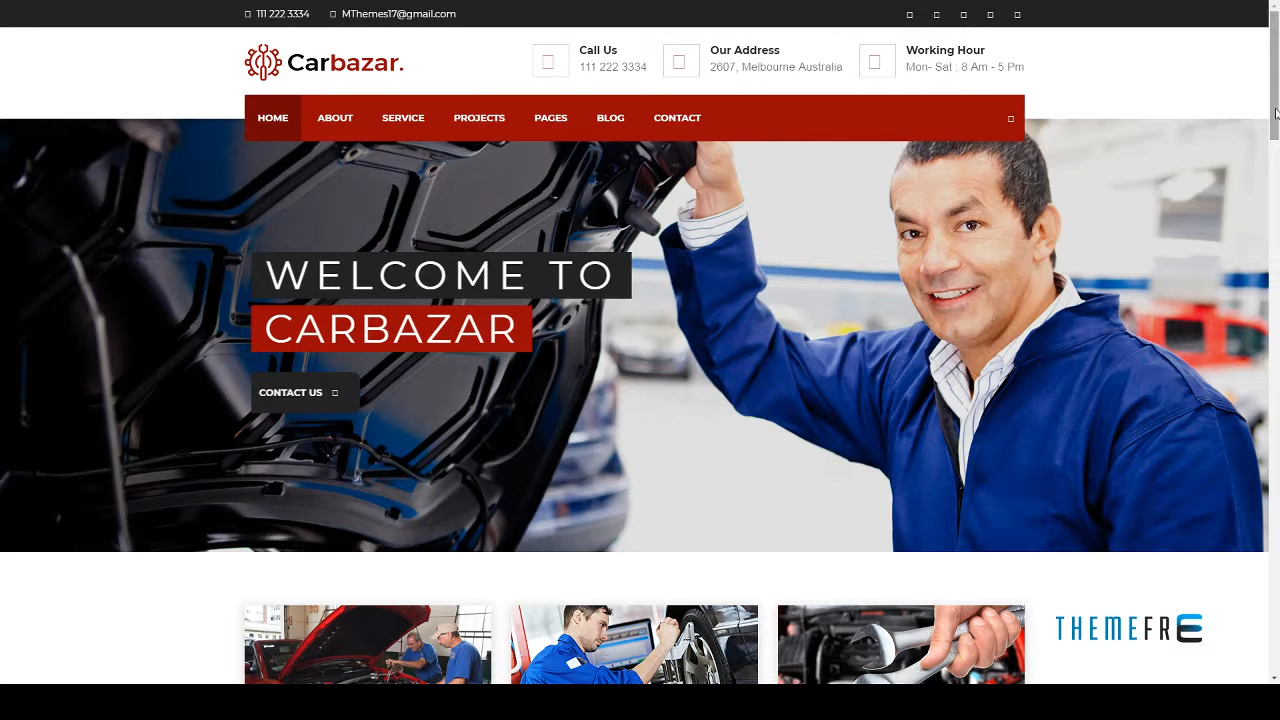 111 222 3334 MThemes17@gmail.com
Carbazar.
Call Us
111 222 3334
Our Address
2607, Melbourne Australia
Working Hour
Mon- Sat : 8 Am - 5 Pm
HOME ABOUT SERVICE PROJECTS PAGES BLOG CONTACT
WELCOME TO
CARBAZAR
CONTACT US
THEMEFRE